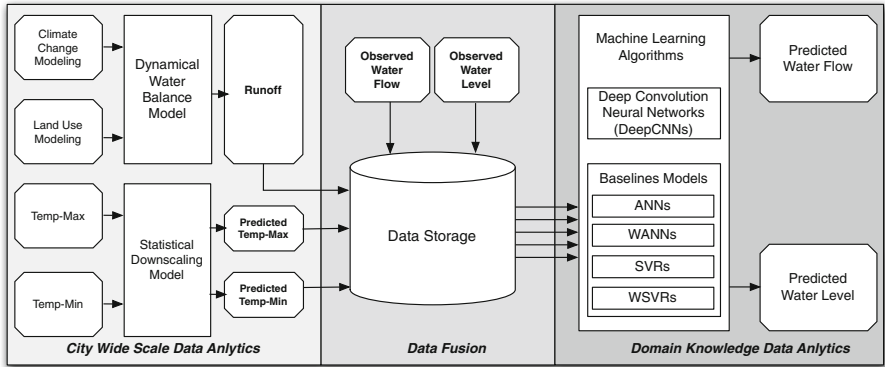 Climate
Change
Modeling
Land Use
Modeling
Dynamical
Water
Balance
Model
Runoff
Temp-Max
Temp-Min
Statistical
Downscaling
Model
Predicted
Temp-Max
Predicted
Temp-Min
City Wide Scale Data Anlytics
Observed
Water
Flow
Observed
Water
Level
Data Storage
Data Fusion
Machine Learning
Algorithms
Deep Convolution
Neural Networks
(DeepCNNs)
Baselines Models
ANNs
WANNs
SVRs
WSVRs
Predicted
Water Flow
Predicted
Water Level
Domain Knowledge Data Anlytics